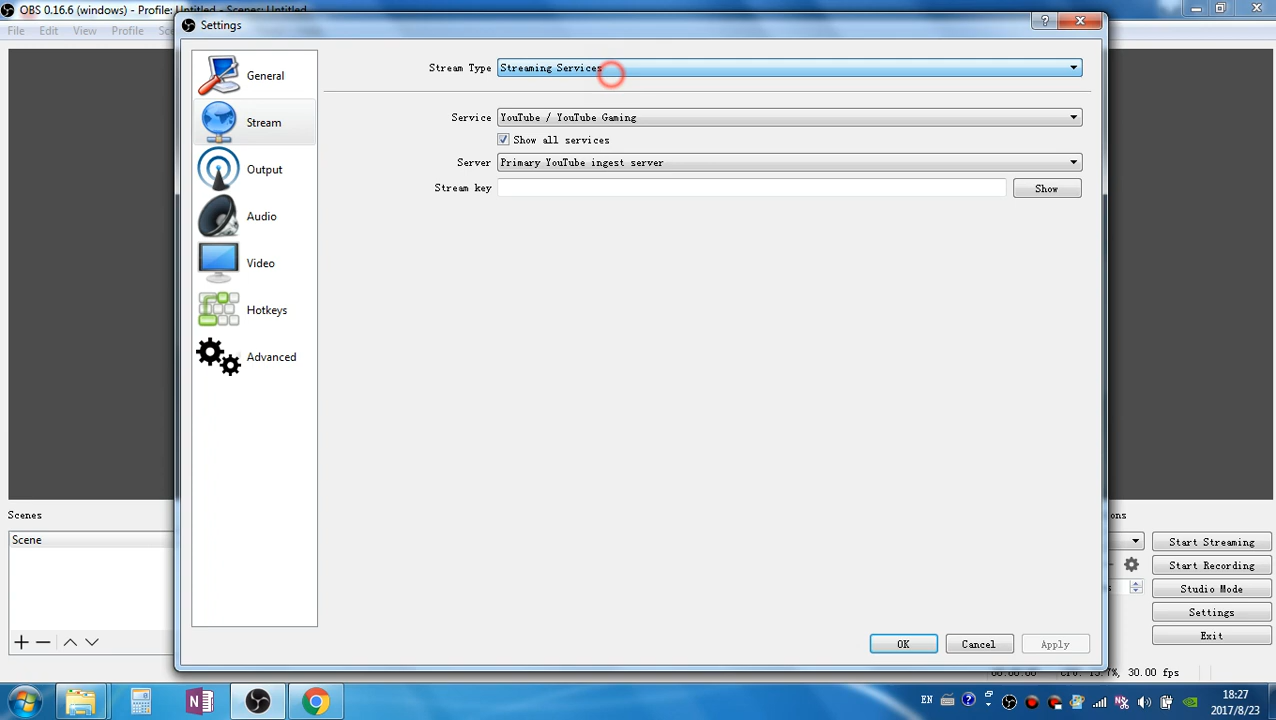 OBS 0.16.6 (windows) - Profile: Untitled - Scenes: Untitled
File Edit View Profile
Settings
General
Stream
Output
Audio
Video
Hotkeys
Advanced
Stream Type Streaming Services
Service YouTube / YouTube Gaming
Show all services
Server Primary YouTube ingest server
Stream key Show
Scenes
Scene
Start Streaming
Start Recording
Studio Mode
Settings
Exit
OK Cancel Apply
30.00 fps
EN
18:27
2017/8/23